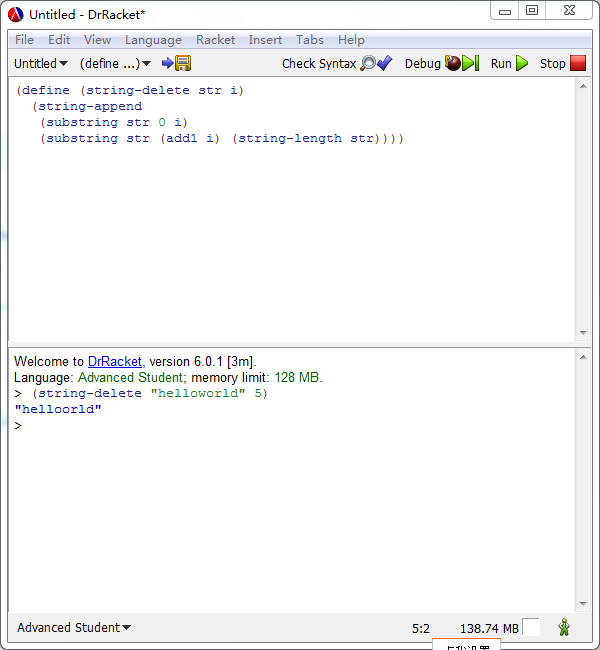 Untitled - DrRacket*
File Edit View Language Racket Insert Tabs Help
Untitled (define ...) Check Syntax Debug Run Stop
(define (string-delete str i)
  (string-append
   (substring str 0 i)
   (substring str (add1 i) (string-length str))))
Welcome to DrRacket, version 6.0.1 [3m].
Language: Advanced Student; memory limit: 128 MB.
> (string-delete "helloworld" 5)
"helloorld"
>
Advanced Student 5:2 138.74 MB